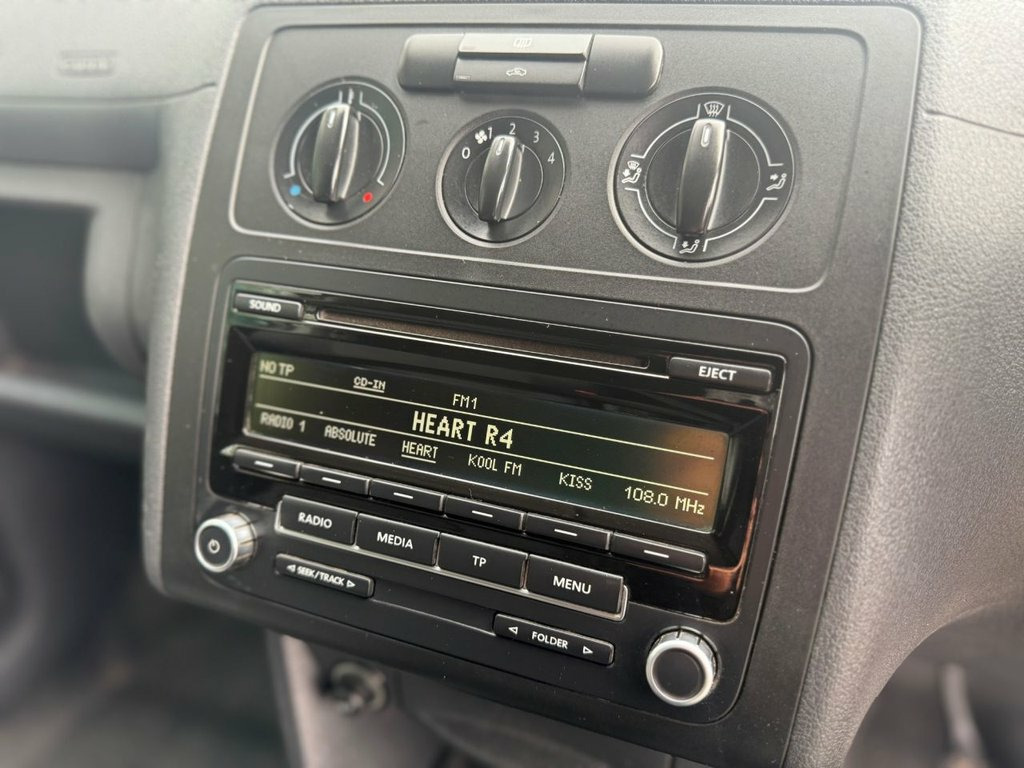 0 1 2 3 4
SOUND
EJECT
NO TP
CD-IN
FM1
HEART R4
RADIO 1 ABSOLUTE HEART KOOL FM KISS 108.0 MHz
RADIO MEDIA TP MENU
SEEK/TRACK
FOLDER